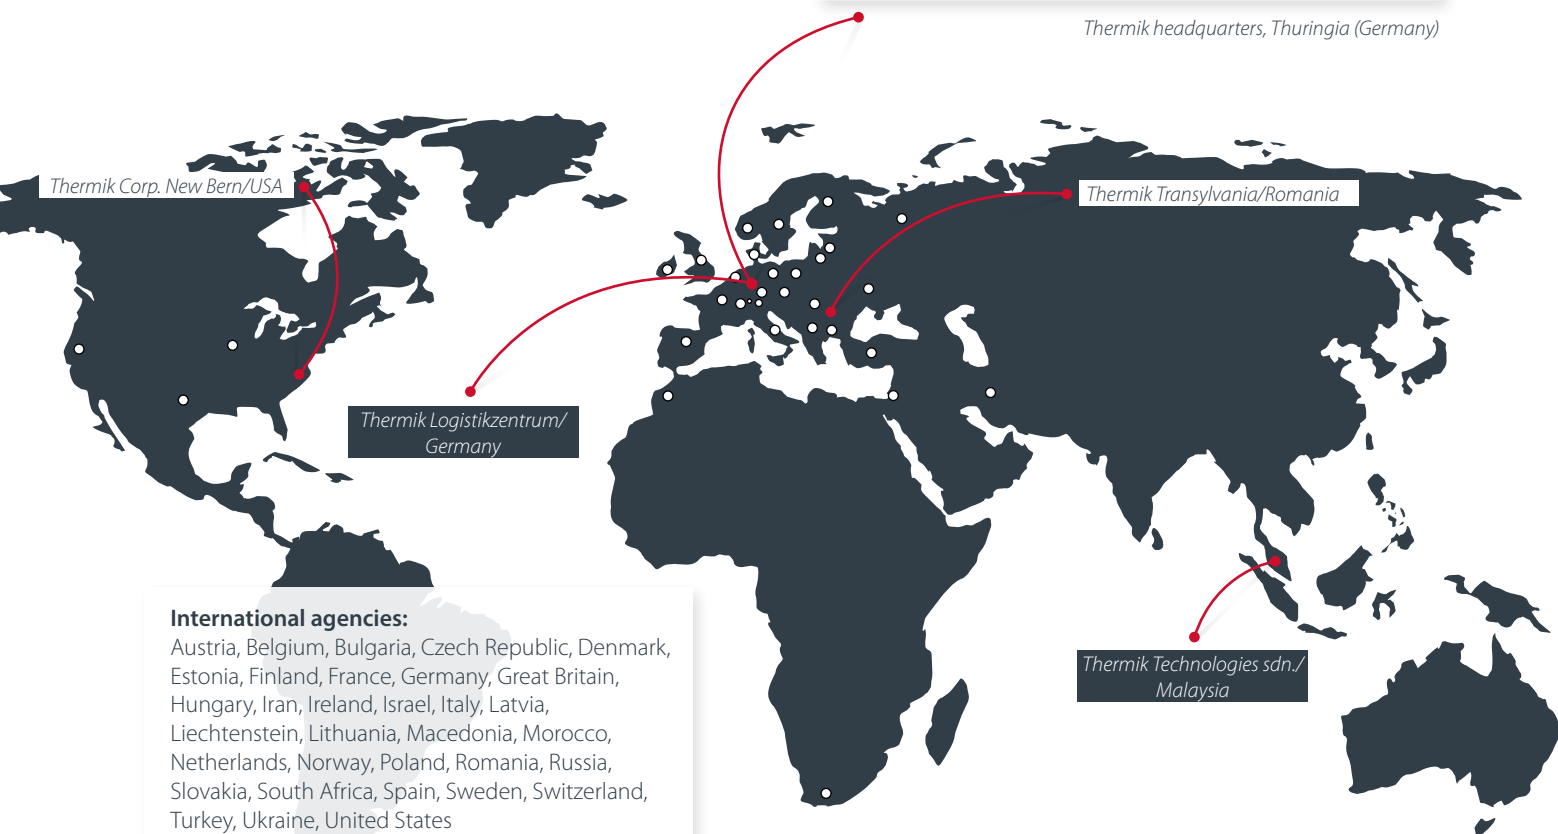 Thermik headquarters, Thuringia (Germany)
Thermik Corp. New Bern/USA
Thermik Transylvania/Romania
Thermik Logistikzentrum/
Germany
International agencies:
Austria, Belgium, Bulgaria, Czech Republic, Denmark,
Estonia, Finland, France, Germany, Great Britain,
Hungary, Iran, Ireland, Israel, Italy, Latvia,
Liechtenstein, Lithuania, Macedonia, Morocco,
Netherlands, Norway, Poland, Romania, Russia,
Slovakia, South Africa, Spain, Sweden, Switzerland,
Turkey, Ukraine, United States
Thermik Technologies sdn./
Malaysia